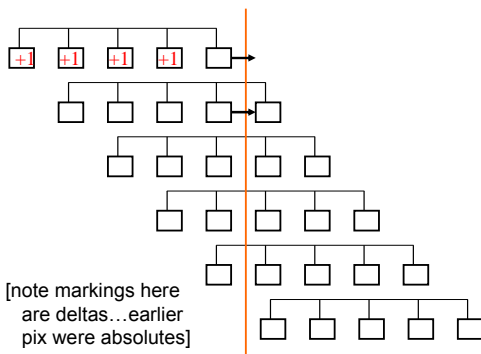 +1 +1 +1 +1
[note markings here
are deltas…earlier
pix were absolutes]